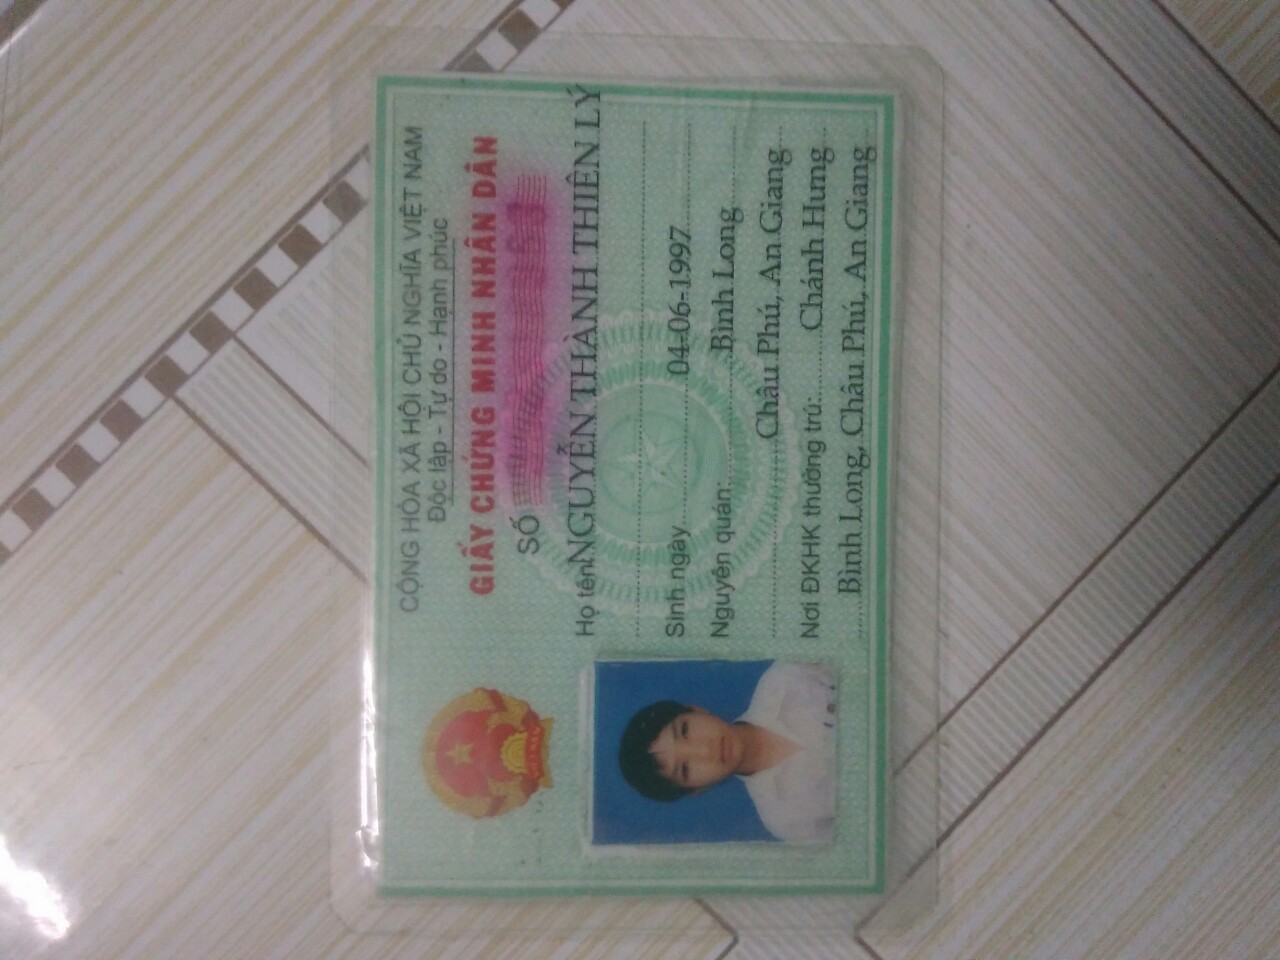 CỘNG HÒA XÃ HỘI CHỦ NGHĨA VIỆT NAM
Độc lập - Tự do - Hạnh phúc
GIẤY CHỨNG MINH NHÂN DÂN
SỐ
Họ tên NGUYỄN THÀNH THIÊN LÝ
Sinh ngày 04-06-1997
Nguyên quán: Bình Long
Châu Phú, An Giang
Nơi ĐKHK thường trú: Chánh Hưng
Bình Long, Châu Phú, An Giang